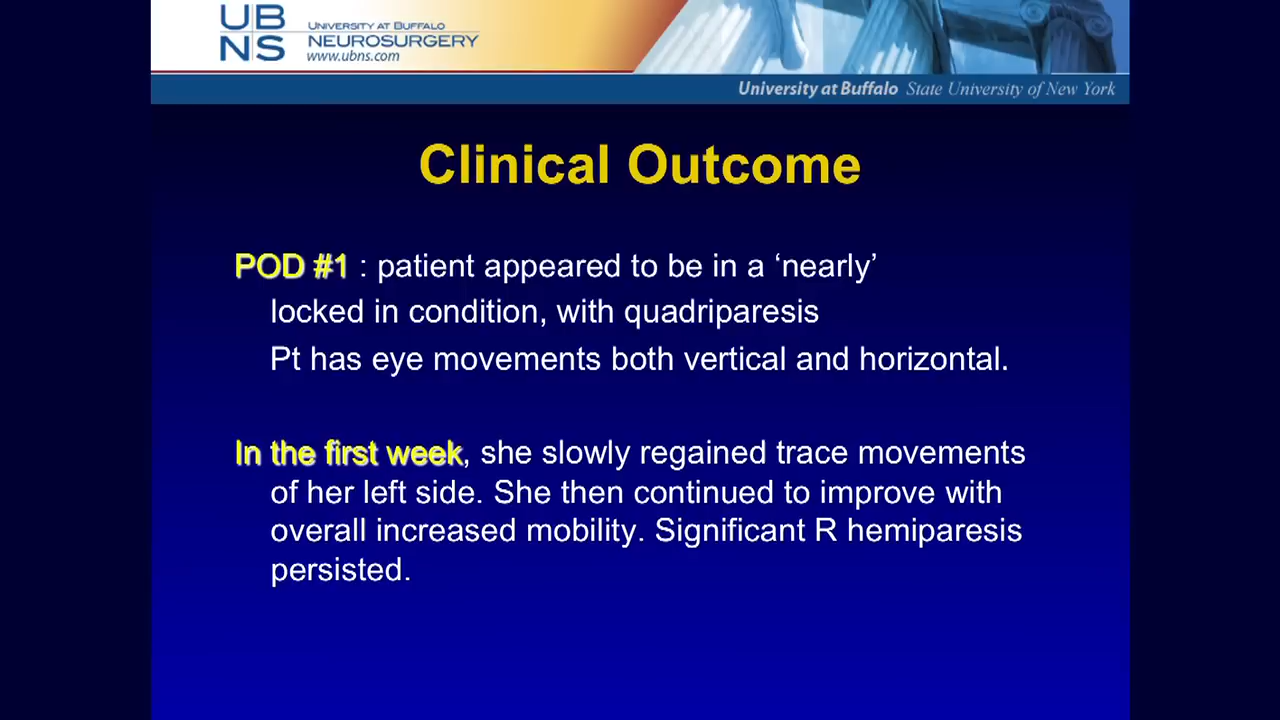 UB
NS
UNIVERSITY AT BUFFALO
NEUROSURGERY
www.ubns.com
University at Buffalo State University of New York
Clinical Outcome
POD #1 : patient appeared to be in a ‘nearly’
locked in condition, with quadriparesis
Pt has eye movements both vertical and horizontal.
In the first week, she slowly regained trace movements
of her left side. She then continued to improve with
overall increased mobility. Significant R hemiparesis
persisted.